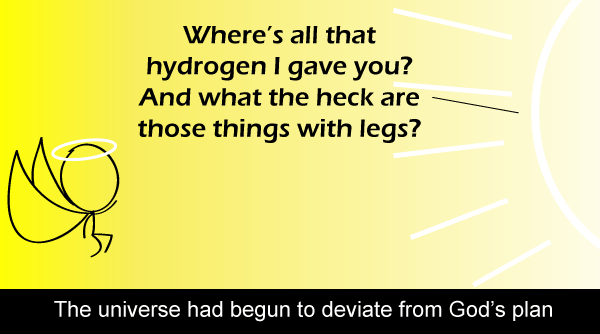 Where's all that
hydrogen I gave you?
And what the heck are
those things with legs?
The universe had begun to deviate from God's plan